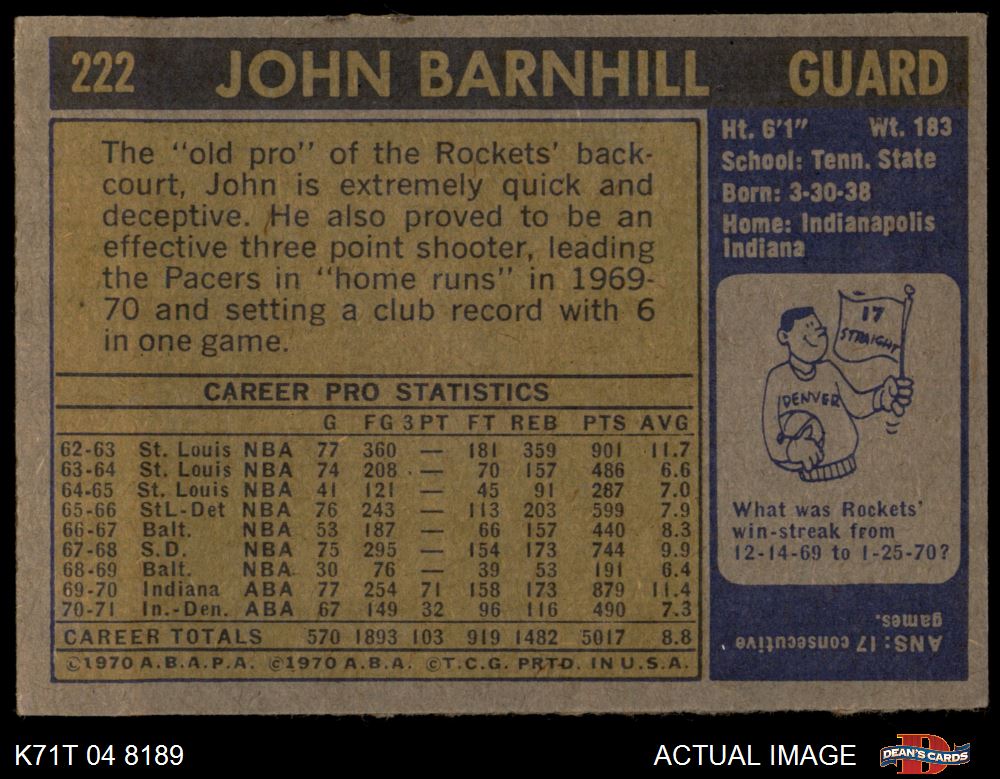 222 JOHN BARNHILL GUARD
The "old pro" of the Rockets' back-
court, John is extremely quick and
deceptive. He also proved to be an
effective three point shooter, leading
the Pacers in "home runs" in 1969-
70 and setting a club record with 6
in one game.
CAREER PRO STATISTICS
G FG 3 PT FT REB PTS AVG
62-63 St. Louis NBA 77 360 — 181 359 901 11.7
63-64 St. Louis NBA 74 208 — 70 157 486 6.6
64-65 St. Louis NBA 41 121 — 45 91 287 7.0
65-66 StL-Det NBA 76 243 — 113 203 599 7.9
66-67 Balt. NBA 53 187 — 66 157 440 8.3
67-68 S.D. NBA 75 295 — 154 173 744 9.9
68-69 Balt. NBA 30 76 — 39 53 191 6.4
69-70 Indiana ABA 77 254 71 158 173 879 11.4
70-71 In.-Den. ABA 67 149 32 96 116 490 7.3
CAREER TOTALS 570 1893 103 919 1482 5017 8.8
©1970 A.B.A.P.A. ©1970 A.B.A. ©T.C.G. PRTD. IN U.S.A.
Ht. 6'1" Wt. 183
School: Tenn. State
Born: 3-30-38
Home: Indianapolis
Indiana
17
STRAIGHT
DENVER
What was Rockets'
win-streak from
12-14-69 to 1-25-70?
ANS: 17 consecutive
games.
K71T 04 8189 ACTUAL IMAGE DEAN'S CARDS